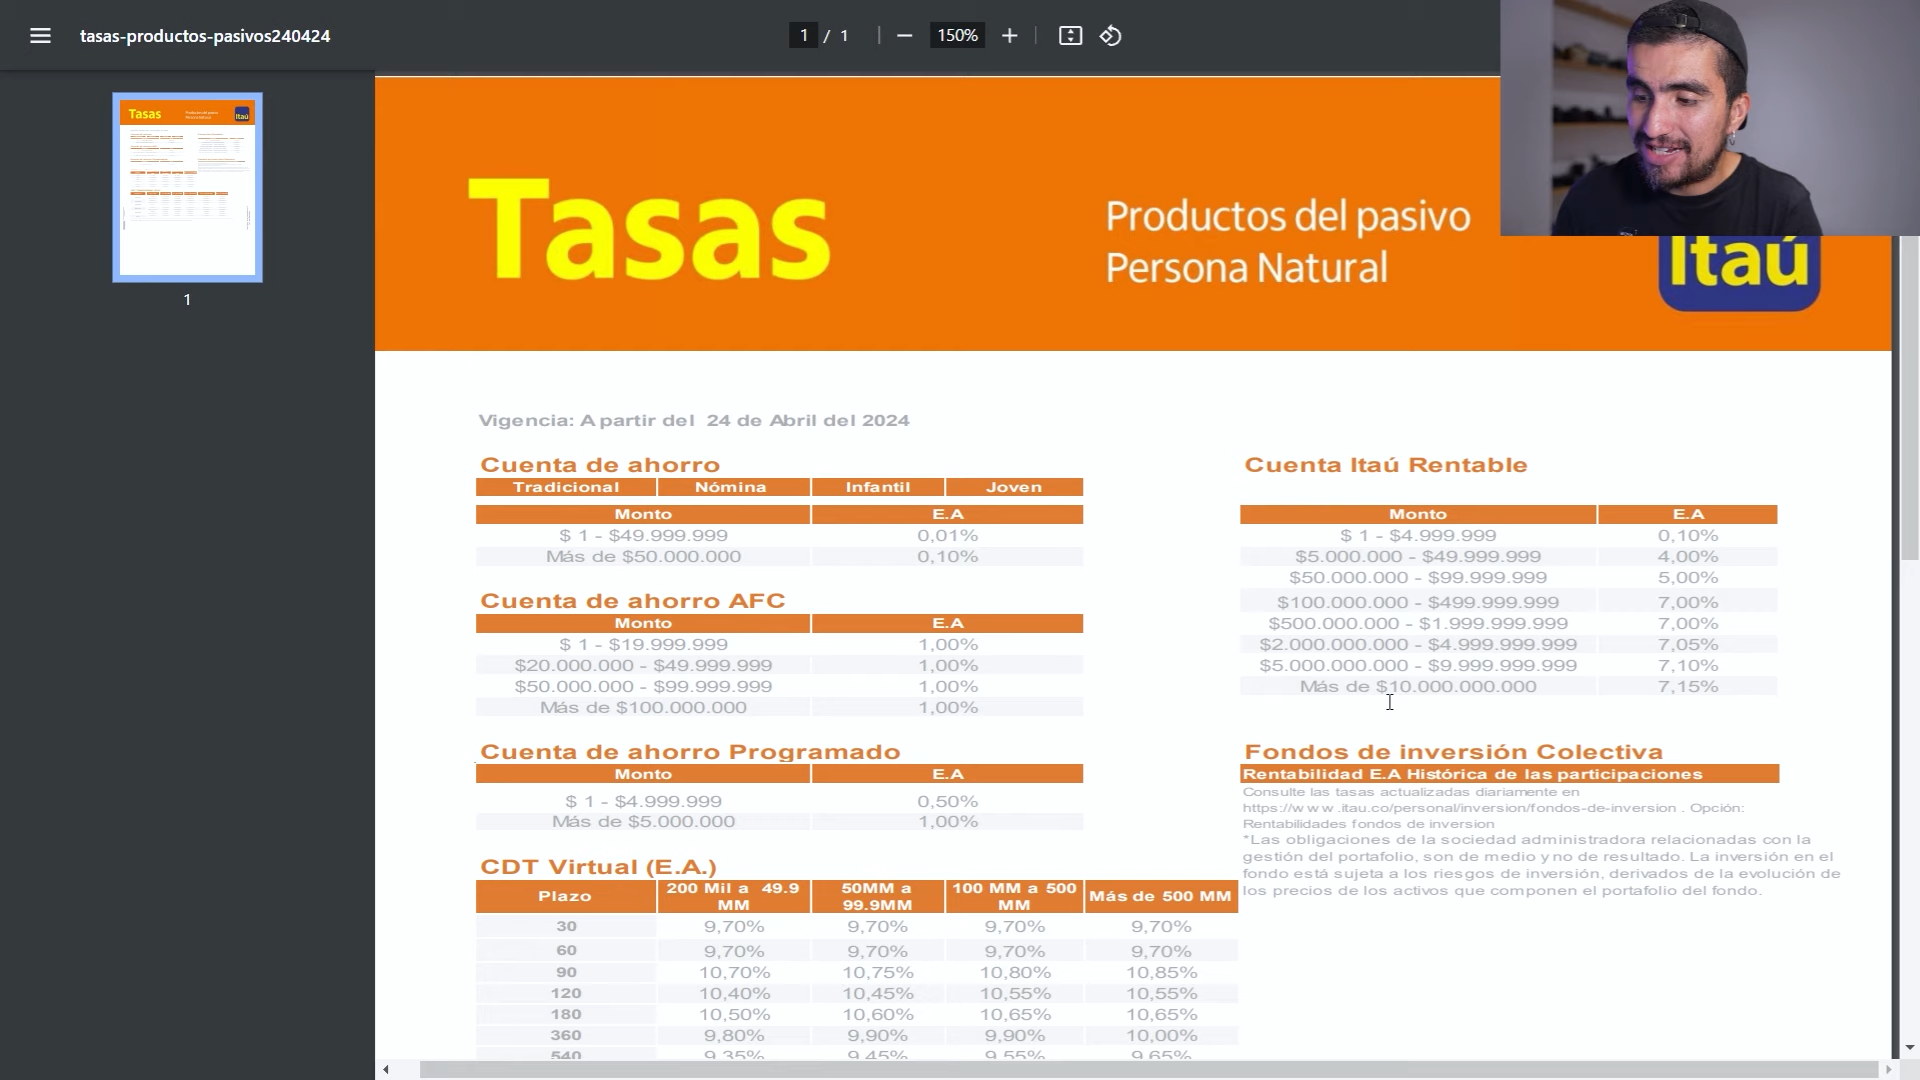 tasas-productos-pasivos240424
1 / 1
150%
1
Tasas
Productos del pasivo
Persona Natural
Itaú
Vigencia: A partir del 24 de Abril del 2024
Cuenta de ahorro
Tradicional Nómina Infantil Joven
Monto E.A
$ 1 - $49.999.999 0,01%
Más de $50.000.000 0,10%
Cuenta de ahorro AFC
Monto E.A
$ 1 - $19.999.999 1,00%
$20.000.000 - $49.999.999 1,00%
$50.000.000 - $99.999.999 1,00%
Más de $100.000.000 1,00%
Cuenta de ahorro Programado
Monto E.A
$ 1 - $4.999.999 0,50%
Más de $5.000.000 1,00%
CDT Virtual (E.A.)
Plazo 200 Mil a 49.9 MM 50MM a 99.9MM 100 MM a 500 MM Más de 500 MM
30 9,70% 9,70% 9,70% 9,70%
60 9,70% 9,70% 9,70% 9,70%
90 10,70% 10,75% 10,80% 10,85%
120 10,40% 10,45% 10,55% 10,55%
180 10,50% 10,60% 10,65% 10,65%
360 9,80% 9,90% 9,90% 10,00%
540 9,35% 9,45% 9,55% 9,65%
Cuenta Itaú Rentable
Monto E.A
$ 1 - $4.999.999 0,10%
$5.000.000 - $49.999.999 4,00%
$50.000.000 - $99.999.999 5,00%
$100.000.000 - $499.999.999 7,00%
$500.000.000 - $1.999.999.999 7,00%
$2.000.000.000 - $4.999.999.999 7,05%
$5.000.000.000 - $9.999.999.999 7,10%
Más de $10.000.000.000 7,15%
Fondos de inversión Colectiva
Rentabilidad E.A Histórica de las participaciones
Consulte las tasas actualizadas diariamente en
https://www.itau.co/personal/inversion/fondos-de-inversion . Opción:
Rentabilidades fondos de inversion
*Las obligaciones de la sociedad administradora relacionadas con la
gestión del portafolio, son de medio y no de resultado. La inversión en el
fondo está sujeta a los riesgos de inversión, derivados de la evolución de
los precios de los activos que componen el portafolio del fondo.